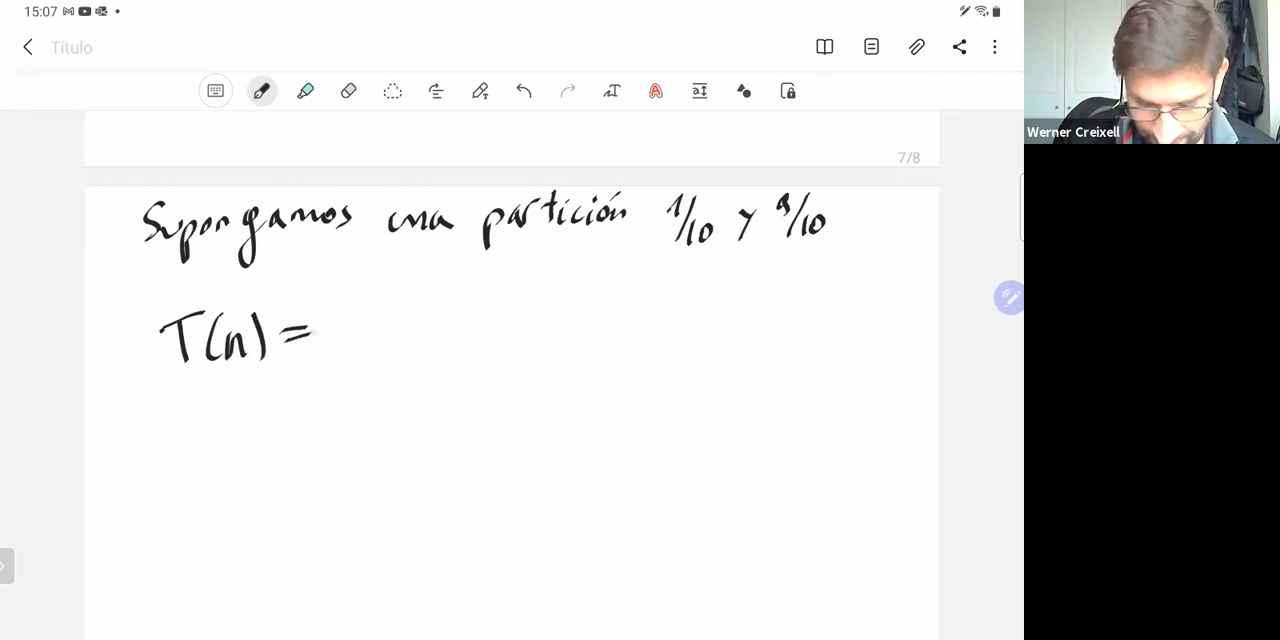 15:07
Título
Werner Creixell
7/8
Supongamos una partición 1/10 y 9/10
T(n) =